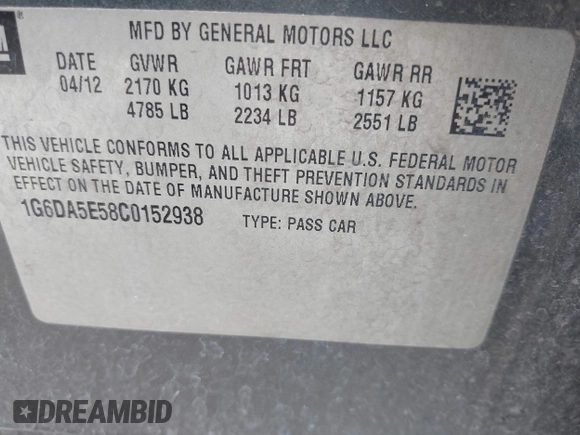 GM
MFD BY GENERAL MOTORS LLC
DATE GVWR GAWR FRT GAWR RR
04/12 2170 KG 1013 KG 1157 KG
4785 LB 2234 LB 2551 LB
THIS VEHICLE CONFORMS TO ALL APPLICABLE U.S. FEDERAL MOTOR
VEHICLE SAFETY, BUMPER, AND THEFT PREVENTION STANDARDS IN
EFFECT ON THE DATE OF MANUFACTURE SHOWN ABOVE.
1G6DA5E58C0152938 TYPE: PASS CAR
DREAMBID